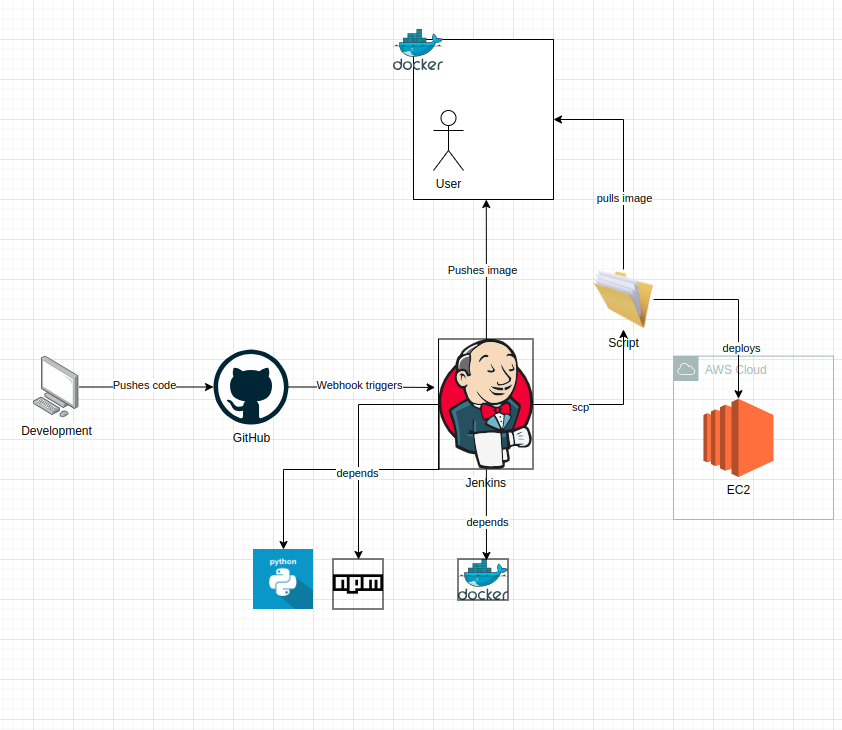 docker
User
pulls image
Pushes image
Script
deploys
AWS Cloud
Pushes code
Webhook triggers
Development
GitHub
scp
EC2
Jenkins
depends
depends
python
npm
docker